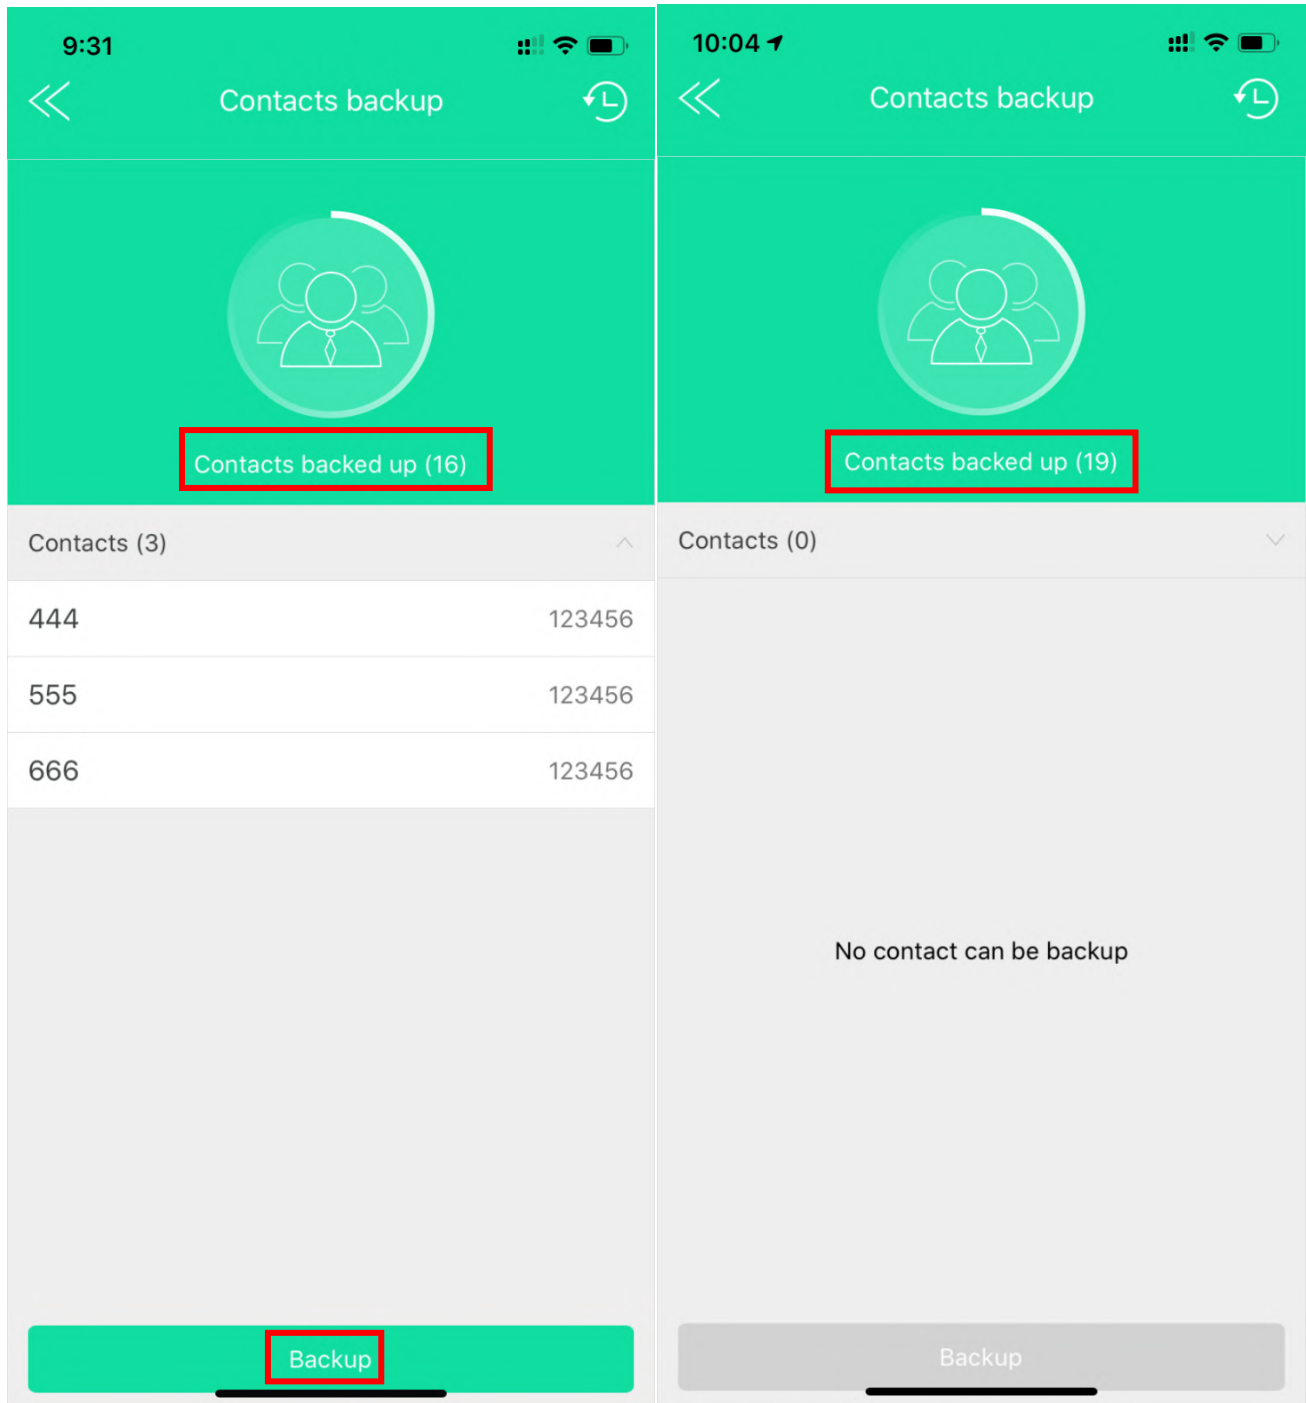 9:31
Contacts backup
Contacts backed up (16)
Contacts (3)
444 123456
555 123456
666 123456
Backup
10:04
Contacts backup
Contacts backed up (19)
Contacts (0)
No contact can be backup
Backup